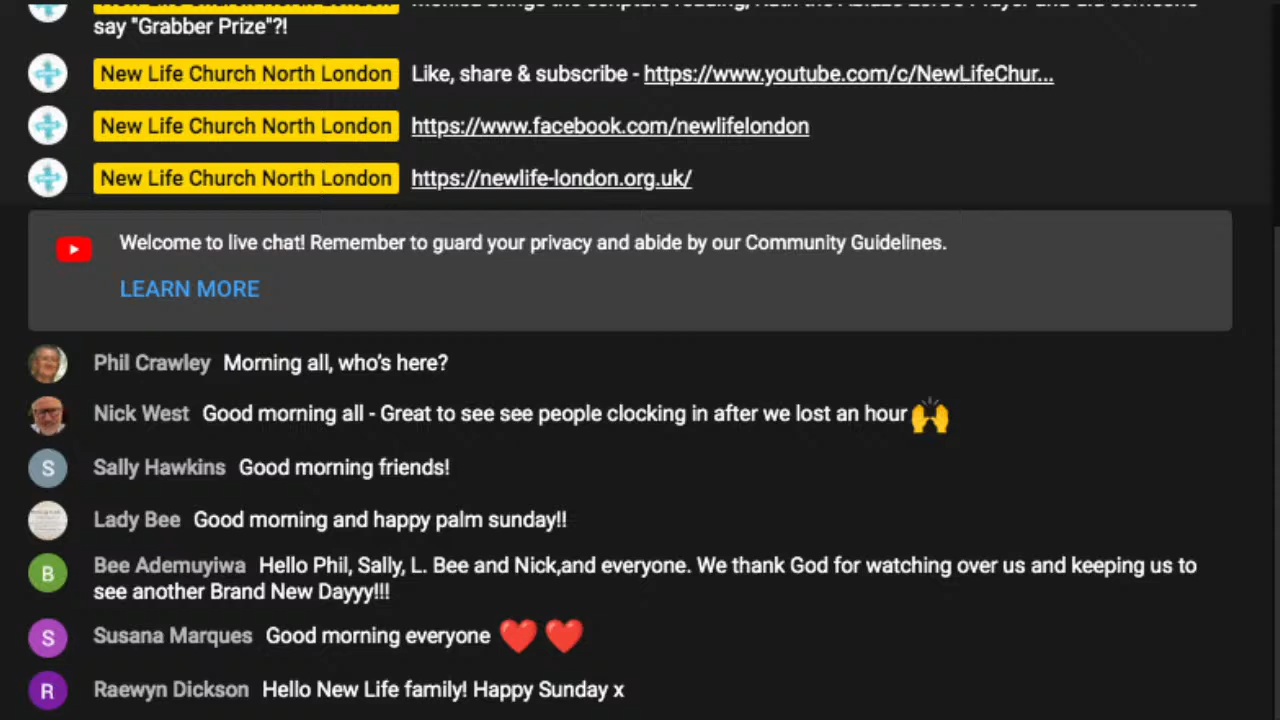 say "Grabber Prize"?!
New Life Church North London Like, share & subscribe - https://www.youtube.com/c/NewLifeChur...
New Life Church North London https://www.facebook.com/newlifelondon
New Life Church North London https://newlife-london.org.uk/
Welcome to live chat! Remember to guard your privacy and abide by our Community Guidelines.
LEARN MORE
Phil Crawley Morning all, who's here?
Nick West Good morning all - Great to see see people clocking in after we lost an hour 🙌
S Sally Hawkins Good morning friends!
Lady Bee Good morning and happy palm sunday!!
B Bee Ademuyiwa Hello Phil, Sally, L. Bee and Nick,and everyone. We thank God for watching over us and keeping us to
see another Brand New Dayyy!!!
S Susana Marques Good morning everyone ❤️ ❤️
R Raewyn Dickson Hello New Life family! Happy Sunday x